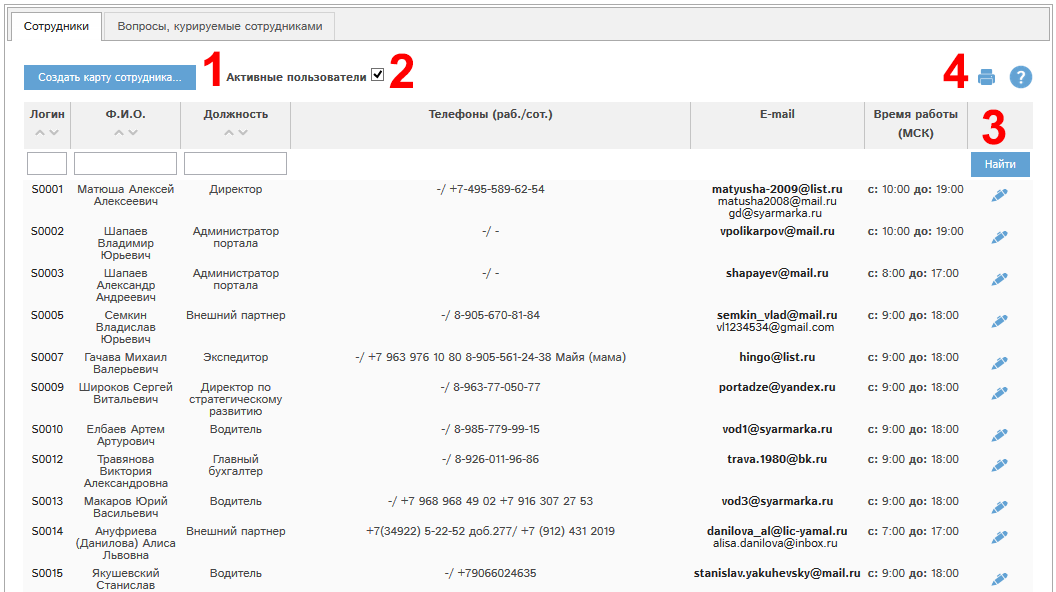 Сотрудники Вопросы, курируемые сотрудниками
Создать карту сотрудника... 1 Активные пользователи 2 4 ?
Логин Ф.И.О. Должность Телефоны (раб./сот.) E-mail Время работы
(МСК) 3
Найти
S0001 Матюша Алексей Директор -/ +7-495-589-62-54 matyusha-2009@list.ru с: 10:00 до: 19:00
Алексеевич matusha2008@mail.ru
gd@syarmarka.ru
S0002 Шапаев Администратор -/ - vpolikarpov@mail.ru с: 10:00 до: 19:00
Владимир портала
Юрьевич
S0003 Шапаев Администратор -/ - shapayev@mail.ru с: 8:00 до: 17:00
Александр портала
Андреевич
S0005 Семкин Внешний партнер -/ 8-905-670-81-84 semkin_vlad@mail.ru с: 9:00 до: 18:00
Владислав vl1234534@gmail.com
Юрьевич
S0007 Гачава Михаил Экспедитор -/ +7 963 976 10 80 8-905-561-24-38 Майя (мама) hingo@list.ru с: 9:00 до: 18:00
Валерьевич
S0009 Широков Сергей Директор по -/ 8-963-77-050-77 portadze@yandex.ru с: 9:00 до: 18:00
Витальевич стратегическому
развитию
S0010 Елбаев Артем Водитель -/ 8-985-779-99-15 vod1@syarmarka.ru с: 9:00 до: 18:00
Артурович
S0012 Травянова Главный -/ 8-926-011-96-86 trava.1980@bk.ru с: 9:00 до: 18:00
Виктория бухгалтер
Александровна
S0013 Макаров Юрий Водитель -/ +7 968 968 49 02 +7 916 307 27 53 vod3@syarmarka.ru с: 9:00 до: 18:00
Васильевич
S0014 Ануфриева Внешний партнер +7(34922) 5-22-52 доб.277/ +7 (912) 431 2019 danilova_al@lic-yamal.ru с: 7:00 до: 17:00
(Данилова) Алиса alisa.danilova@inbox.ru
Львовна
S0015 Якушевский Водитель -/ +79066024635 stanislav.yakuhevsky@mail.ru с: 9:00 до: 18:00
Станислав